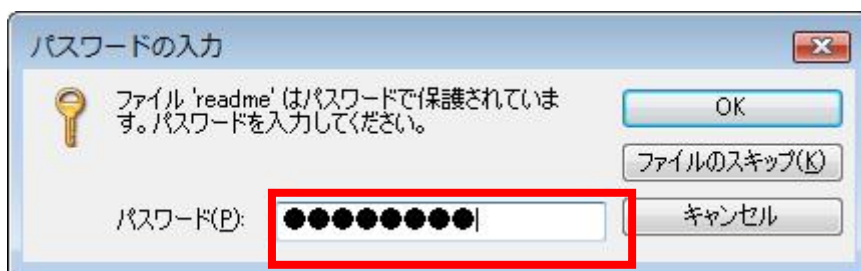 パスワードの入力
ファイル 'readme' はパスワードで保護されていま
す。パスワードを入力してください。
OK
ファイルのスキップ(K)
パスワード(P):
●●●●●●●●
キャンセル